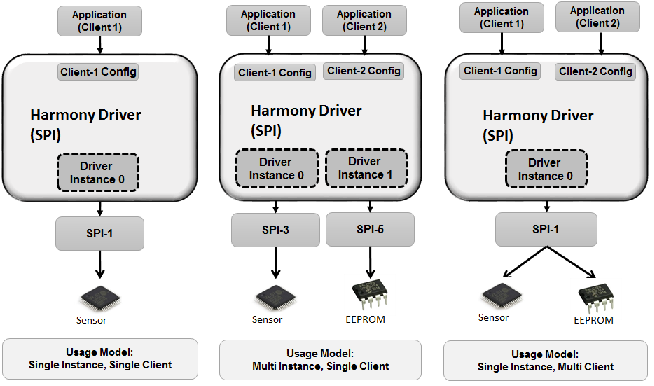 Application
(Client 1)
Client-1 Config
Harmony Driver
(SPI)
Driver
Instance 0
SPI-1
Sensor
Usage Model:
Single Instance, Single Client
Application
(Client 1)
Application
(Client 2)
Client-1 Config
Client-2 Config
Harmony Driver
(SPI)
Driver
Instance 0
Driver
Instance 1
SPI-3
SPI-5
Sensor
EEPROM
Usage Model:
Multi Instance, Single Client
Application
(Client 1)
Application
(Client 2)
Client-1 Config
Client-2 Config
Harmony Driver
(SPI)
Driver
Instance 0
SPI-1
Sensor
EEPROM
Usage Model:
Single Instance, Multi Client